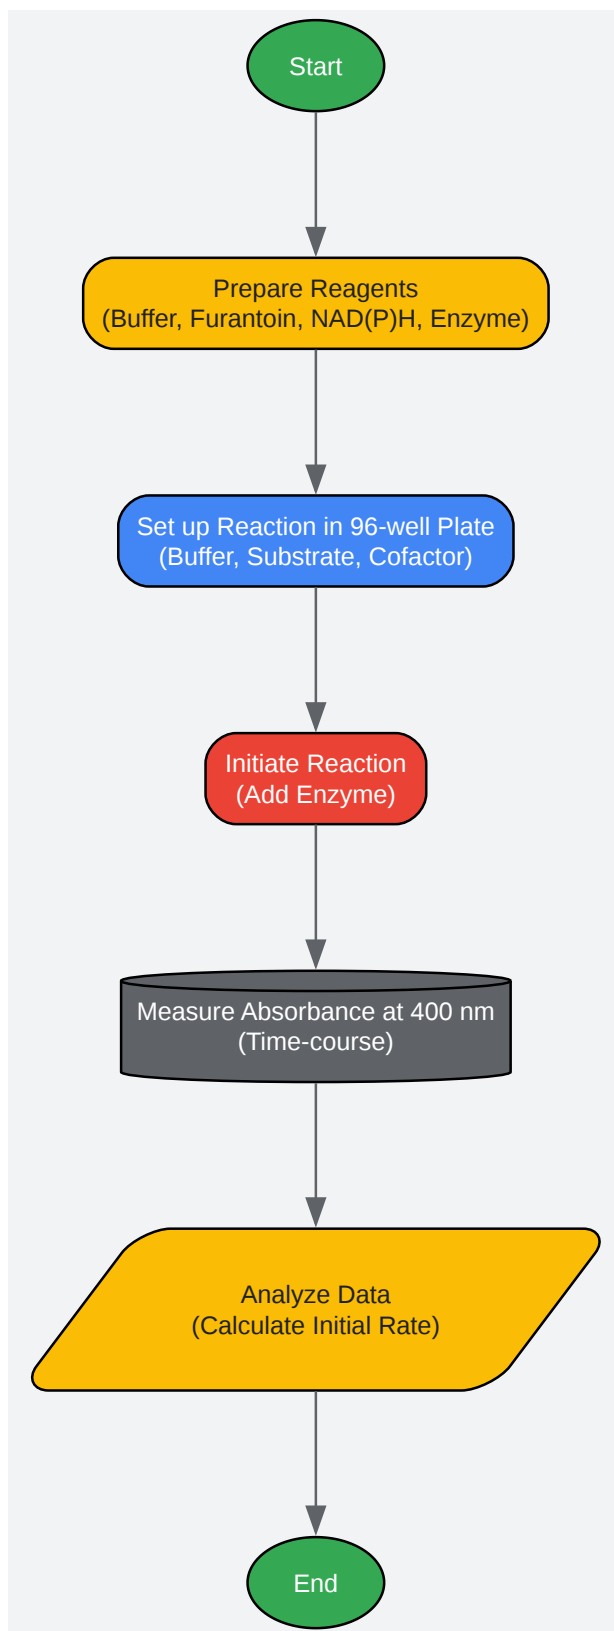 Start
Prepare Reagents
(Buffer, Furantoin, NAD(P)H, Enzyme)
Set up Reaction in 96-well Plate
(Buffer, Substrate, Cofactor)
Initiate Reaction
(Add Enzyme)
Measure Absorbance at 400 nm
(Time-course)
Analyze Data
(Calculate Initial Rate)
End